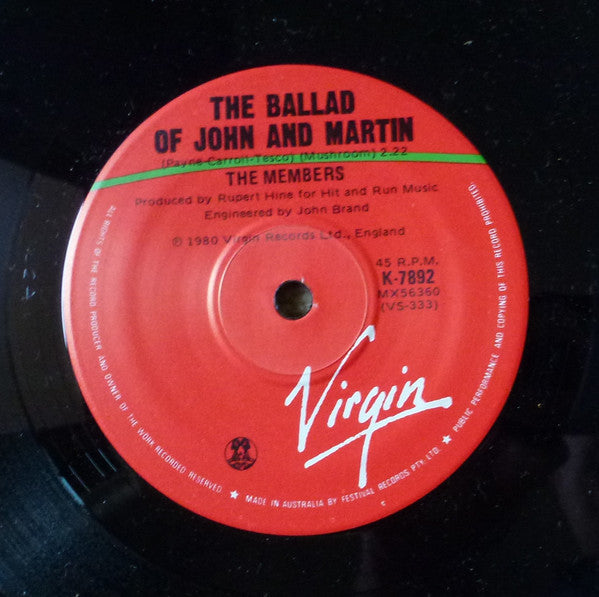 THE BALLAD
OF JOHN AND MARTIN
(Payne-Carroll-Tesco) (Mushroom) 2.22
THE MEMBERS
Produced by Rupert Hine for Hit and Run Music
Engineered by John Brand
℗ 1980 Virgin Records Ltd., England
45 R.P.M.
K-7892
MX56360
(VS-333)
Virgin
ALL RIGHTS OF THE RECORD PRODUCER AND OWNER OF THE WORK RECORDED RESERVED. ★ MADE IN AUSTRALIA BY FESTIVAL RECORDS PTY. LTD. ★ PUBLIC PERFORMANCE AND COPYING OF THIS RECORD PROHIBITED.